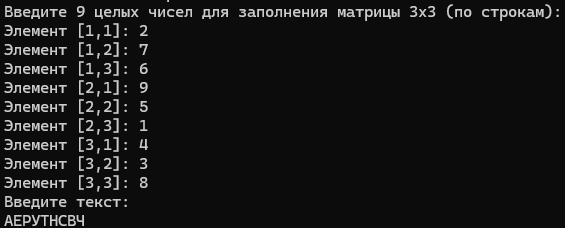 Введите 9 целых чисел для заполнения матрицы 3x3 (по строкам):
Элемент [1,1]: 2
Элемент [1,2]: 7
Элемент [1,3]: 6
Элемент [2,1]: 9
Элемент [2,2]: 5
Элемент [2,3]: 1
Элемент [3,1]: 4
Элемент [3,2]: 3
Элемент [3,3]: 8
Введите текст:
АЕРУТНСВЧ